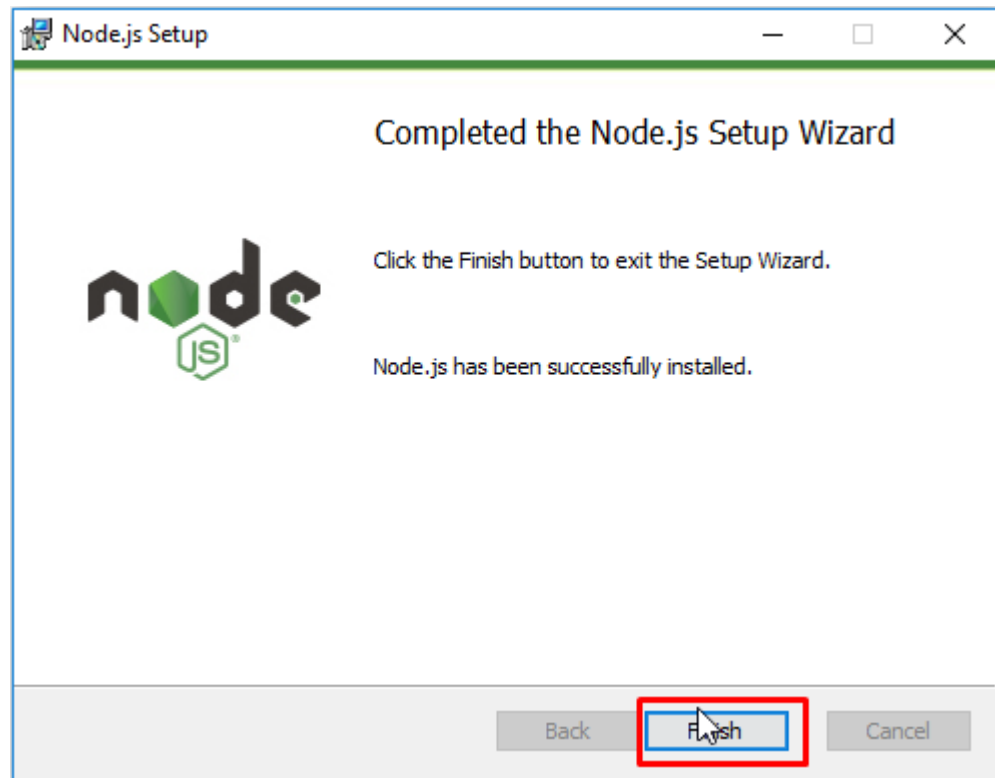 Node.js Setup
Completed the Node.js Setup Wizard
Click the Finish button to exit the Setup Wizard.
node
JS®
Node.js has been successfully installed.
Back
Finish
Cancel